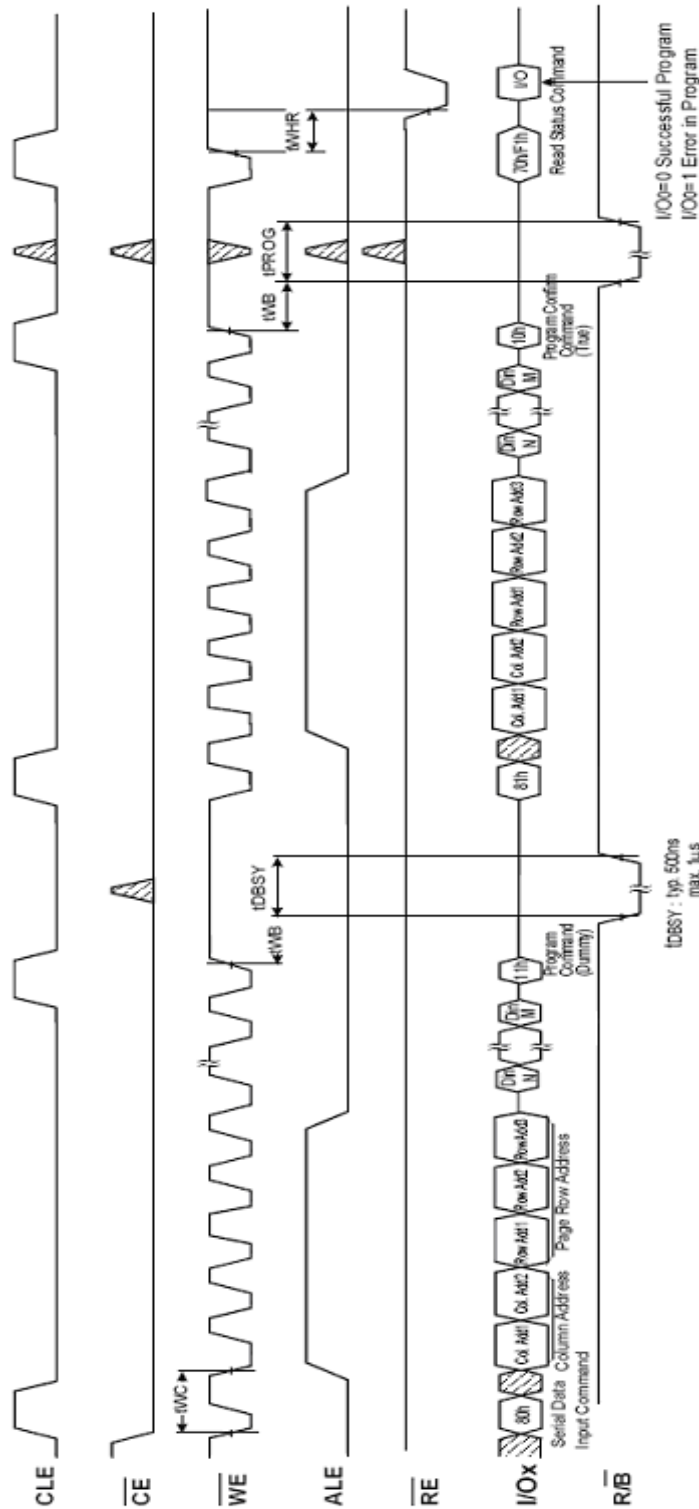 CLE
CE
WE
ALE
RE
I/Ox
R/B
tWC
tWB
tDBSY
tWB
tPROG
tWHR
80h
Col. Add1
Col. Add2
Row Add1
Row Add2
Row Add3
Din
N
Din
M
11h
81h
Col. Add1
Col. Add2
Row Add1
Row Add2
Row Add3
Din
N
Din
M
10h
70h/F1h
I/O
Serial Data
Input Command
Column Address
Page Row Address
Program
Command
(Dummy)
Program Confirm
Command
(True)
Read Status Command
tDBSY : typ. 500ns
max. 1us
I/O0=0 Successful Program
I/O0=1 Error in Program